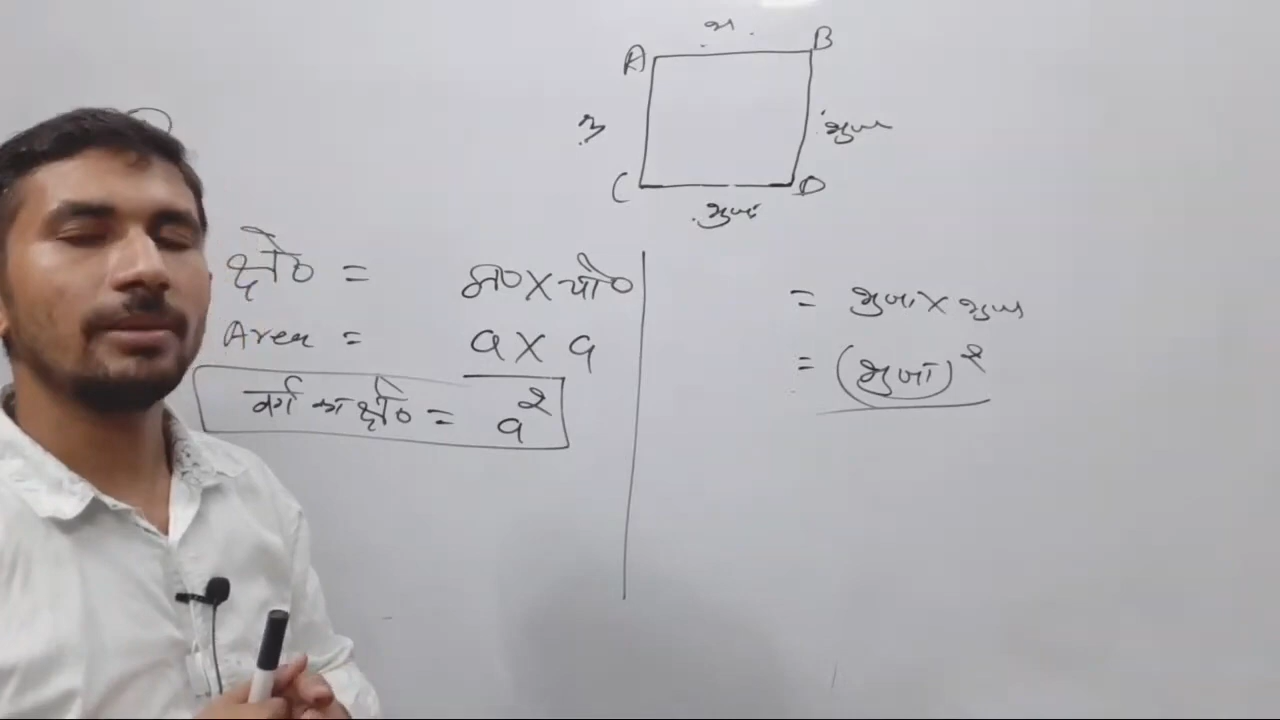 A B
भुजा
C भुजा D
क्षे० = ल० X चौ०
Area = a X a
वर्ग का क्षे० = a²
= भुजा X भुजा
= (भुजा)²